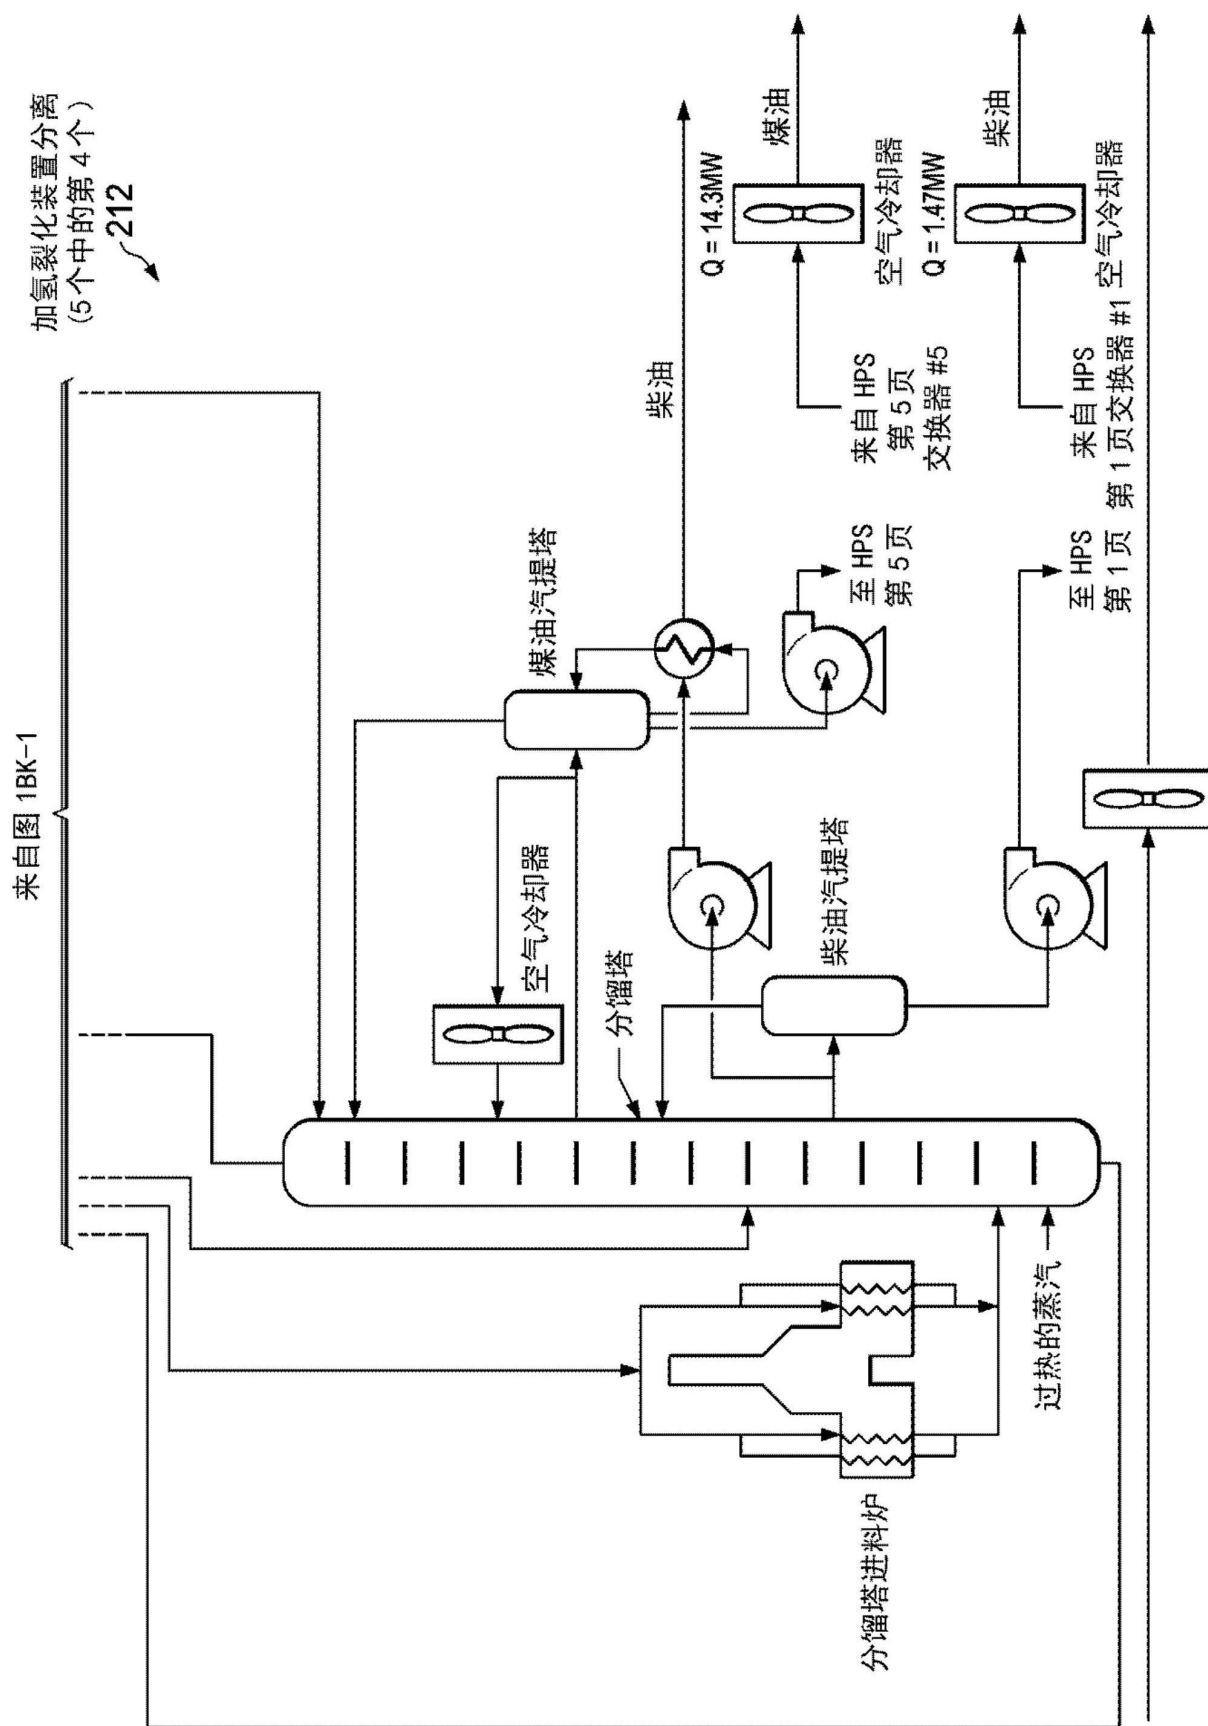 来自图 1BK-1
加氢裂化装置分离
(5个中的第4个)
212
煤油汽提塔
柴油
Q = 14.3MW
煤油
空气冷却器
来自 HPS
第 5 页
交换器 #5
至 HPS
第 5 页
空气冷却器
分馏塔
柴油汽提塔
Q = 1.47MW
柴油
空气冷却器
来自 HPS
第 1 页交换器 #1
至 HPS
第 1 页
过热的蒸汽
分馏塔进料炉